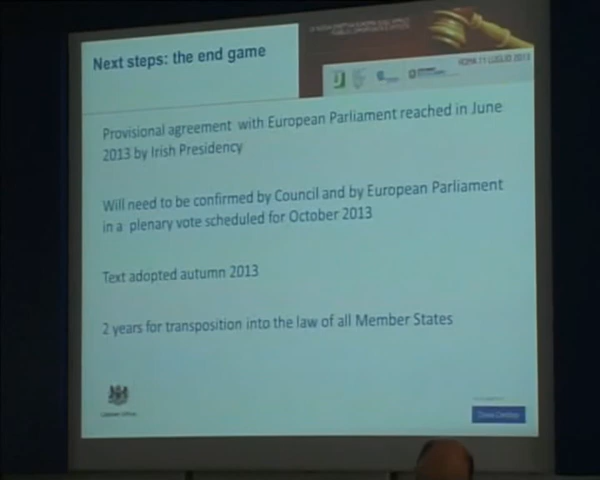 Next steps: the end game
ROMA 11 LUGLIO 2013
Provisional agreement with European Parliament reached in June
2013 by Irish Presidency
Will need to be confirmed by Council and by European Parliament
in a plenary vote scheduled for October 2013
Text adopted autumn 2013
2 years for transposition into the law of all Member States